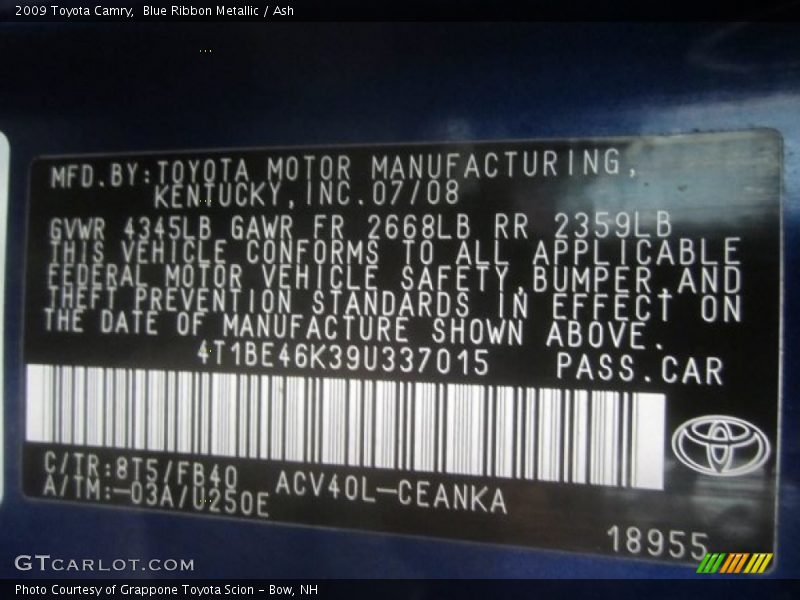 2009 Toyota Camry,  Blue Ribbon Metallic / Ash
MFD.BY:TOYOTA MOTOR MANUFACTURING,
KENTUCKY,INC.07/08
GVWR 4345LB GAWR FR 2668LB RR 2359LB
THIS VEHICLE CONFORMS TO ALL APPLICABLE
FEDERAL MOTOR VEHICLE SAFETY,BUMPER,AND
THEFT PREVENTION STANDARDS IN EFFECT ON
THE DATE OF MANUFACTURE SHOWN ABOVE.
4T1BE46K39U337015 PASS.CAR
C/TR:8T5/FB40 ACV40L-CEANKA
A/TM:-03A/U250E
18955
GTCARLOT.COM
Photo Courtesy of Grappone Toyota Scion - Bow, NH